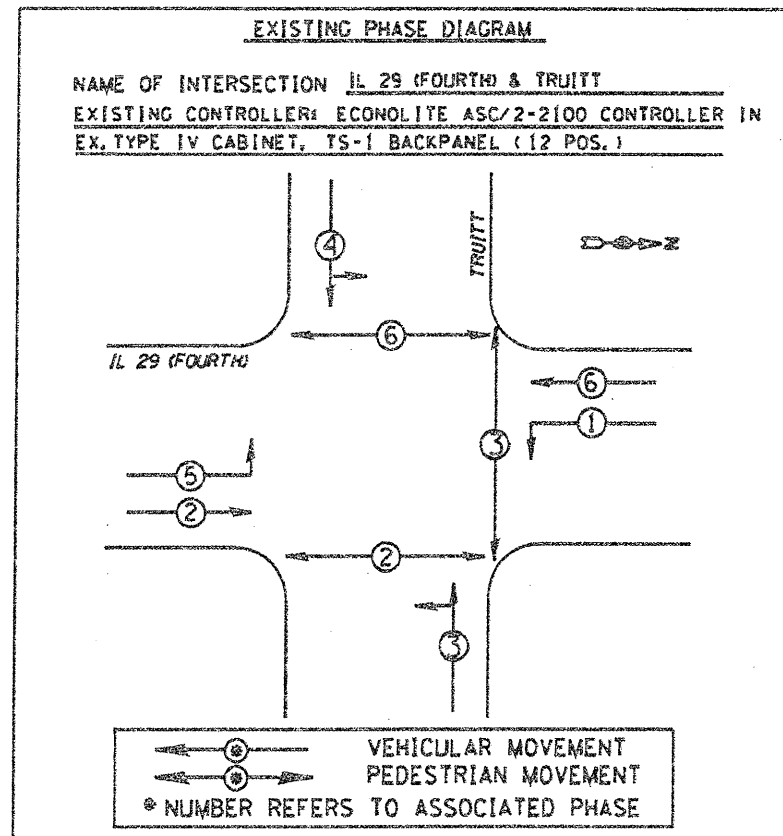 EXISTING PHASE DIAGRAM
NAME OF INTERSECTION IL 29 (FOURTH) & TRUITT
EXISTING CONTROLLER: ECONOLITE ASC/2-2100 CONTROLLER IN
EX. TYPE IV CABINET, TS-1 BACKPANEL (12 POS.)
4
TRUITT
Z
6
IL 29 (FOURTH)
6
1
3
5
2
2
3
VEHICULAR MOVEMENT
PEDESTRIAN MOVEMENT
* NUMBER REFERS TO ASSOCIATED PHASE